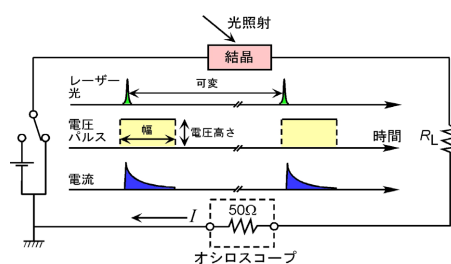 光照射
結晶
レーザー
光
可変
電圧
パルス
幅
電圧高さ
時間
RL
電流
I
50Ω
オシロスコープ